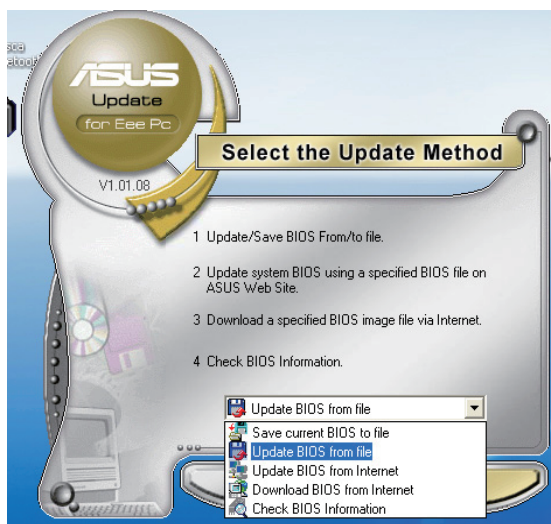 ASUS
Update
for Eee Pc
Select the Update Method
V1.01.08
1 Update/Save BIOS From/to file.
2 Update system BIOS using a specified BIOS file on
ASUS Web Site.
3 Download a specified BIOS image file via Internet.
4 Check BIOS Information.
Update BIOS from file
Save current BIOS to file
Update BIOS from file
Update BIOS from Internet
Download BIOS from Internet
Check BIOS Information